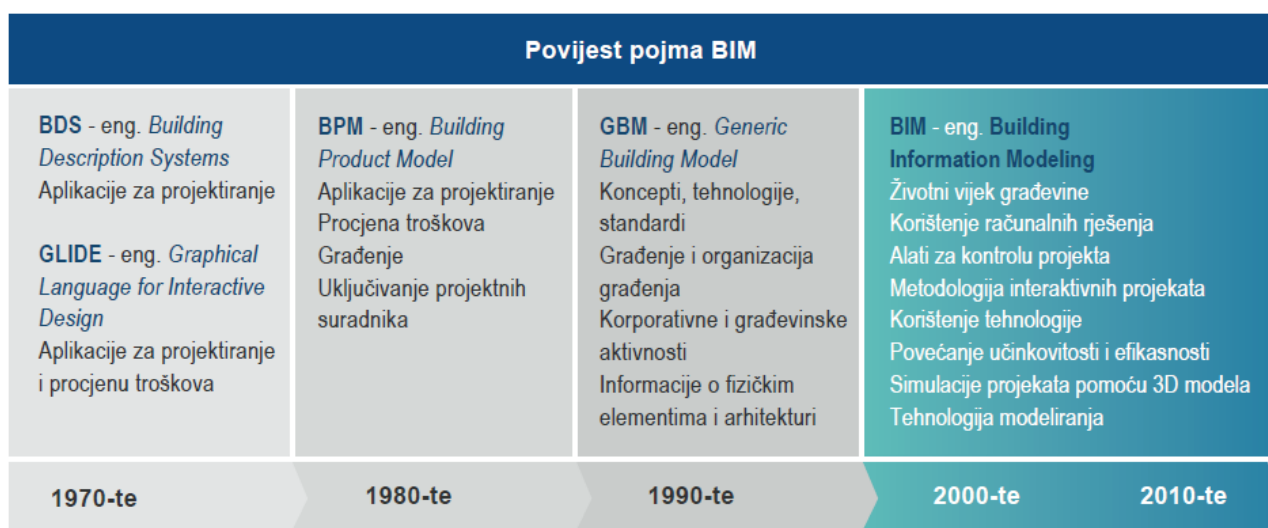 Povijest pojma BIM
BDS - eng. Building
Description Systems
Aplikacije za projektiranje
GLIDE - eng. Graphical
Language for Interactive
Design
Aplikacije za projektiranje
i procjenu troškova
BPM - eng. Building
Product Model
Aplikacije za projektiranje
Procjena troškova
Građenje
Uključivanje projektnih
suradnika
GBM - eng. Generic
Building Model
Koncepti, tehnologije,
standardi
Građenje i organizacija
građenja
Korporativne i građevinske
aktivnosti
Informacije o fizičkim
elementima i arhitekturi
BIM - eng. Building
Information Modeling
Životni vijek građevine
Korištenje računalnih rješenja
Alati za kontrolu projekta
Metodologija interaktivnih projekata
Korištenje tehnologije
Povećanje učinkovitosti i efikasnosti
Simulacije projekata pomoću 3D modela
Tehnologija modeliranja
1970-te
1980-te
1990-te
2000-te
2010-te